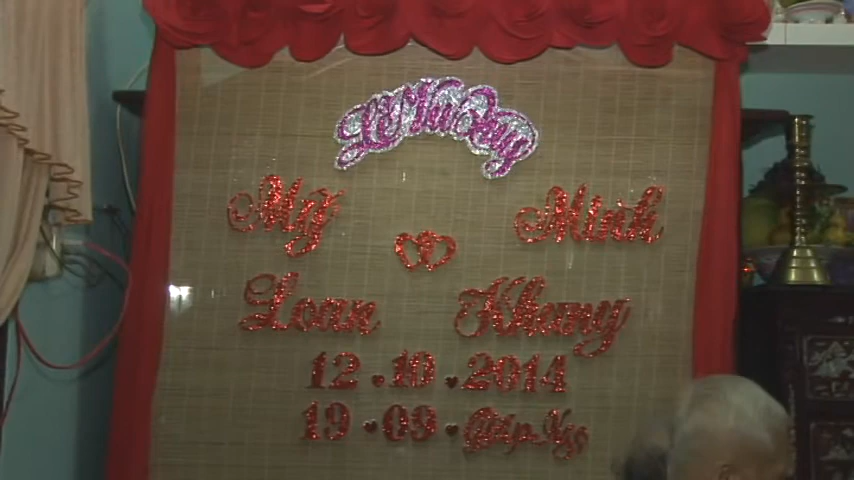 Lễ Vu Quy
Mỹ Minh
Loan Khang
12.10.2014
19.09.Giáp Ngọ